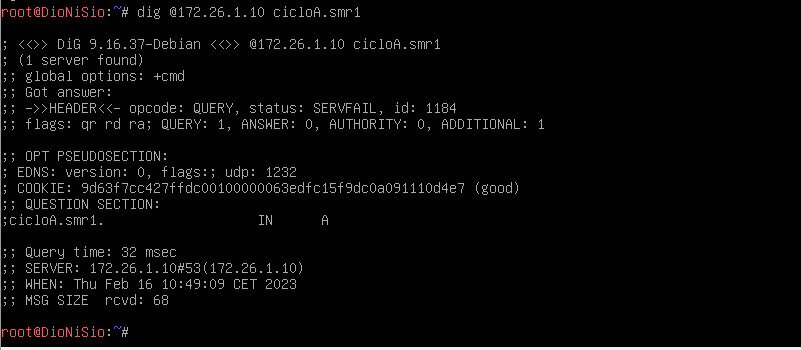 root@DioNiSio:~# dig @172.26.1.10 cicloA.smr1
; <<>> DiG 9.16.37-Debian <<>> @172.26.1.10 cicloA.smr1
; (1 server found)
;; global options: +cmd
;; Got answer:
;; ->>HEADER<<- opcode: QUERY, status: SERVFAIL, id: 1184
;; flags: qr rd ra; QUERY: 1, ANSWER: 0, AUTHORITY: 0, ADDITIONAL: 1
;; OPT PSEUDOSECTION:
; EDNS: version: 0, flags:; udp: 1232
; COOKIE: 9d63f7cc427ffdc00100000063edfc15f9dc0a091110d4e7 (good)
;; QUESTION SECTION:
;cicloA.smr1. IN A
;; Query time: 32 msec
;; SERVER: 172.26.1.10#53(172.26.1.10)
;; WHEN: Thu Feb 16 10:49:09 CET 2023
;; MSG SIZE rcvd: 68
root@DioNiSio:~#